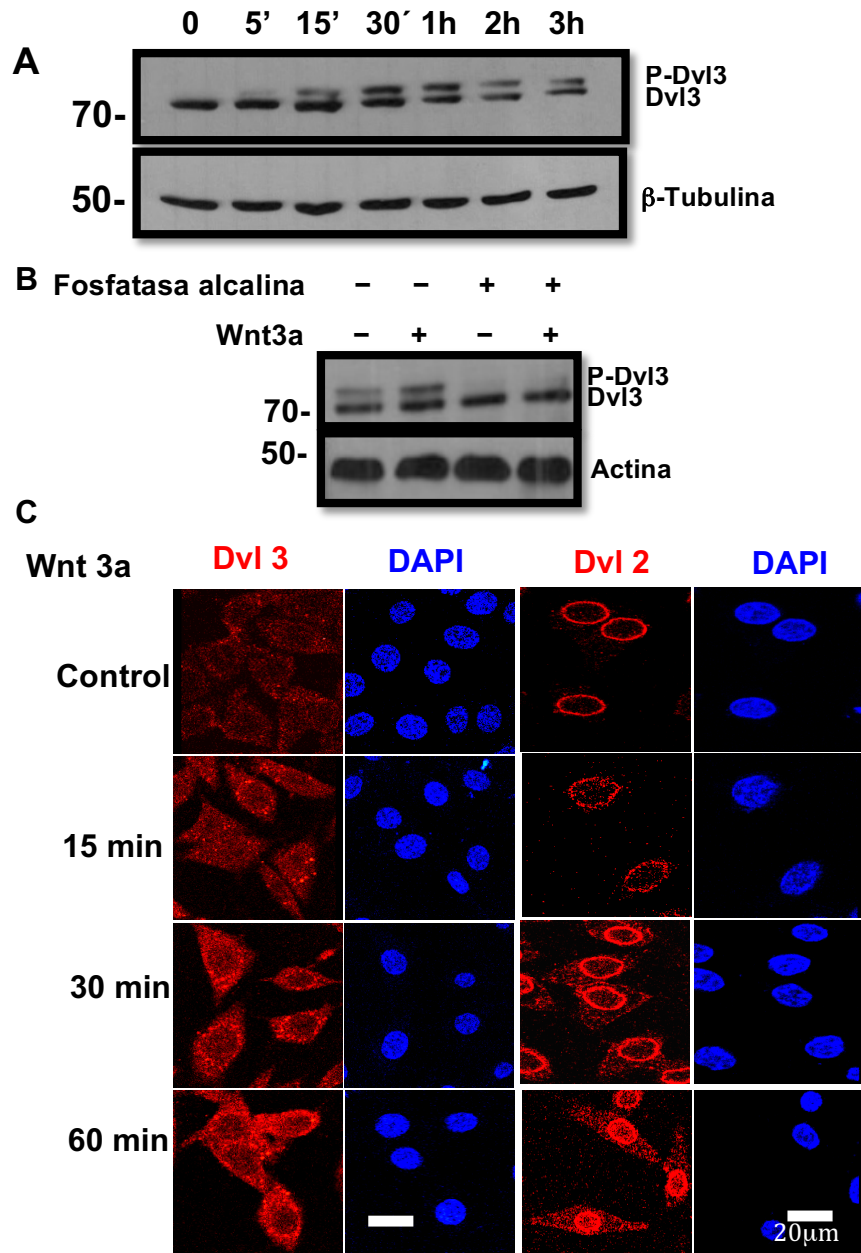 0 5’ 15’ 30´ 1h 2h 3h
A
P-Dvl3
Dvl3
70-
50-
β-Tubulina
B
Fosfatasa alcalina − − + +
Wnt3a − + − +
P-Dvl3
Dvl3
70-
50-
Actina
C
Wnt 3a Dvl 3 DAPI Dvl 2 DAPI
Control
15 min
30 min
60 min
20μm